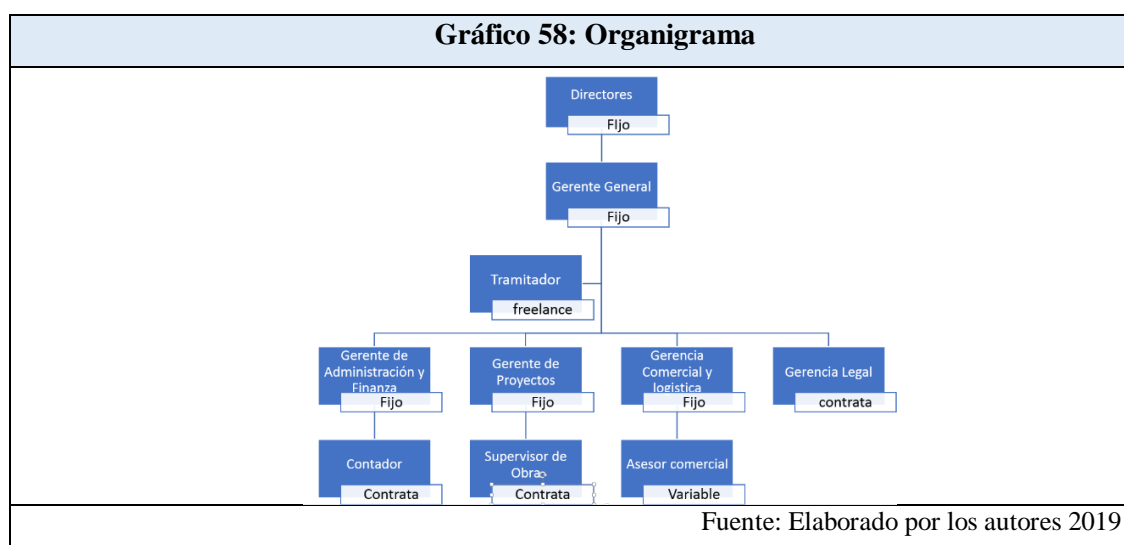 Gráfico 58: Organigrama
Directores
FIjo
Gerente General
Fijo
Tramitador
freelance
Gerente de
Administración y
Finanza
Fijo
Gerente de
Proyectos
Fijo
Gerencia
Comercial y
logistica
Fijo
Gerencia Legal
contrata
Contador
Contrata
Supervisor de
Obra
Contrata
Asesor comercial
Variable
Fuente: Elaborado por los autores 2019